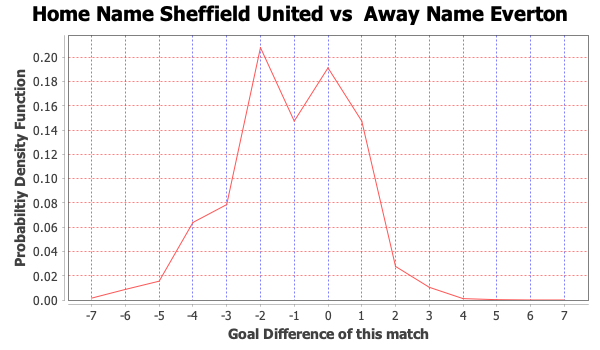 Home Name Sheffield United vs  Away Name Everton
Probabiltiy Density Function
0.20
0.18
0.16
0.14
0.12
0.10
0.08
0.06
0.04
0.02
0.00
-7 -6 -5 -4 -3 -2 -1 0 1 2 3 4 5 6 7
Goal Difference of this match